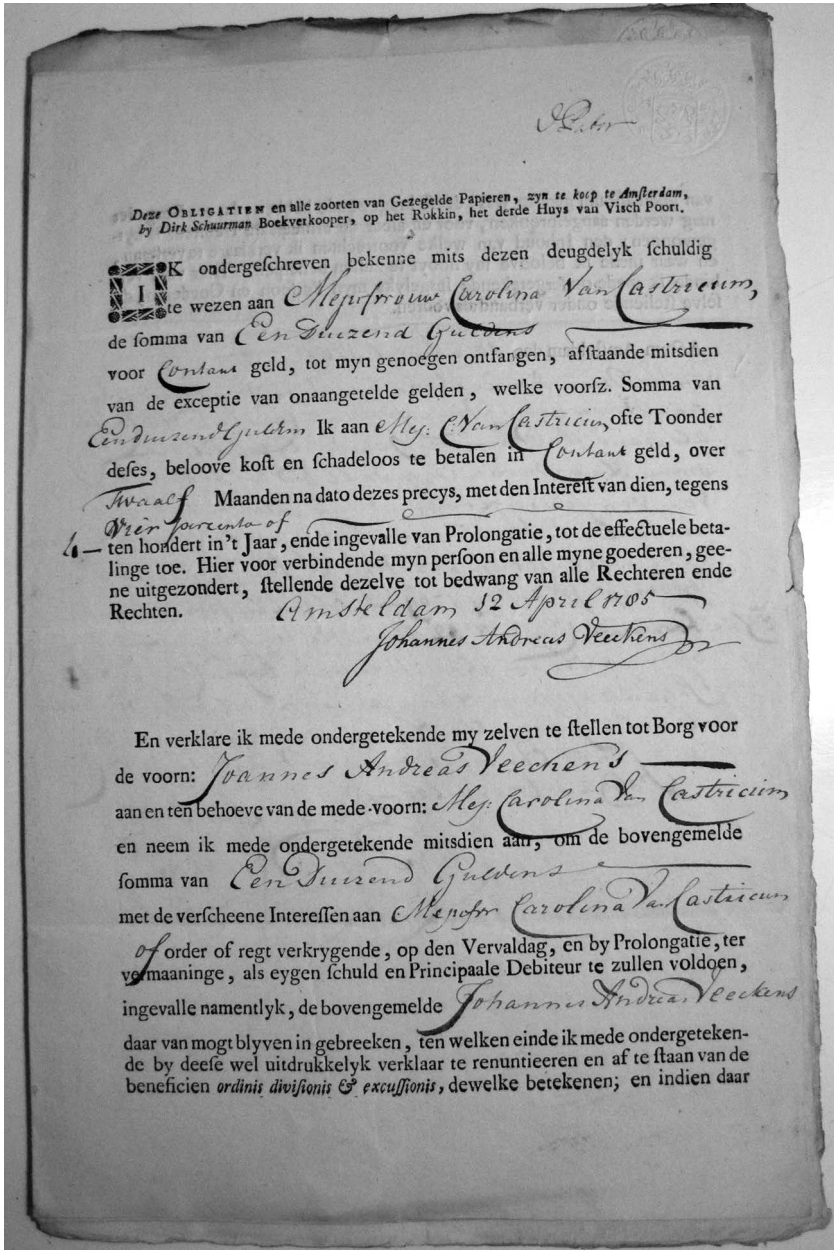 Deze OBLIGATIEN en alle zoorten van Gezegelde Papieren, zyn te koop te Amſterdam,
by Dirk Schuurman Boekverkooper, op het Rokkin, het derde Huys van Viſch Poort.
IK ondergeſchreven bekenne mits dezen deugdelyk ſchuldig
te wezen aan Mejoffrouw Carolina Van Castricum,
de ſomma van Een Duizend Guldens
voor Contant geld, tot myn genoegen ontfangen, afſtaande mitsdien
van de exceptie van onaangetelde gelden, welke voorſz. Somma van
Een duizend Gulden Ik aan Mej: C: Van Castricum ofte Toonder
deſes, beloove koſt en ſchadeloos te betalen in Contant geld, over
Twaalf Maanden na dato dezes precys, met den Intereſt van dien, tegens
Vier percento of
4 — ten hondert in't Jaar, ende ingevalle van Prolongatie, tot de effectuele beta-
linge toe. Hier voor verbindende myn perſoon en alle myne goederen, gee-
ne uitgezondert, ſtellende dezelve tot bedwang van alle Rechteren ende
Rechten. Amsteldam 12 April 1785
Johannes Andreas Veeckens
En verklare ik mede ondergetekende my zelven te ſtellen tot Borg voor
de voorn: Joannes Andreas Veeckens
aan en ten behoeve van de mede-voorn: Mej: Carolina Van Castricum
en neem ik mede ondergetekende mitsdien aan, om de bovengemelde
ſomma van Een Duizend Guldens
met de verſcheene Intereſſen aan Mejoffr Carolina Van Castricum
of order of regt verkrygende, op den Vervaldag, en by Prolongatie, ter
vermaaninge, als eygen ſchuld en Principaale Debiteur te zullen voldoen,
ingevalle namentlyk, de bovengemelde Johannes Andreas Veeckens
daar van mogt blyven in gebreeken, ten welken einde ik mede ondergeteken-
de by deeſe wel uitdrukkelyk verklaar te renuntieeren en af te ſtaan van de
beneficien ordinis diviſionis & excuſſionis, dewelke betekenen; en indien daar